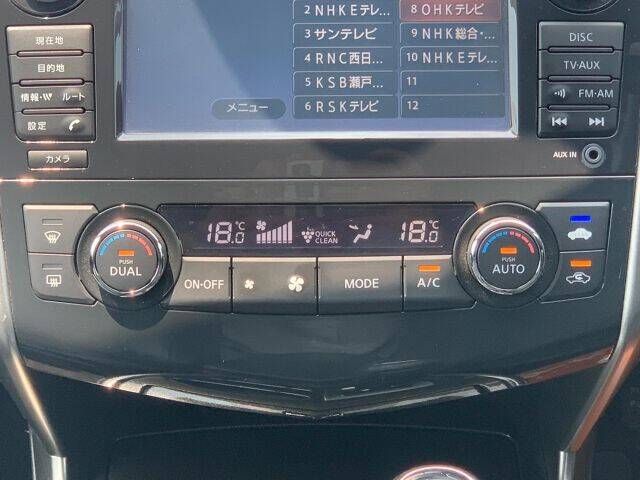 2 NHKEテレ…
8 OHKテレビ
3 サンテレビ
9 NHK総合・…
4 RNC西日…
10 NHKEテレ…
5 KSB瀬戸…
11
6 RSKテレビ
12
メニュー
現在地
目的地
情報・VICS ルート
設定
カメラ
DISC
TV・AUX
FM・AM
AUX IN
18.0℃
QUICK CLEAN
18.0℃
PUSH
DUAL
ON・OFF
MODE
A/C
PUSH
AUTO